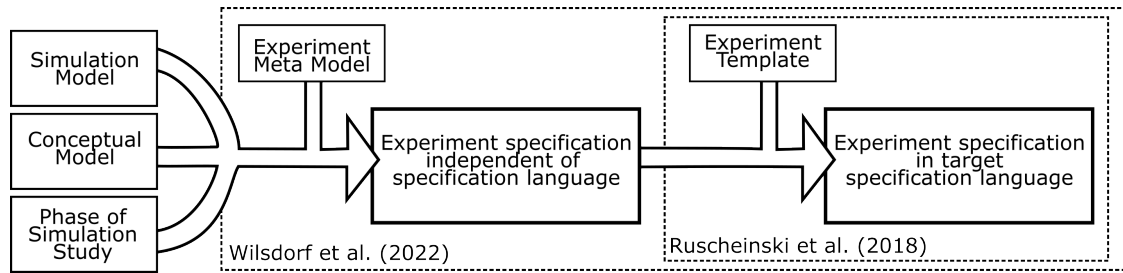 Simulation
Model
Conceptual
Model
Phase of
Simulation
Study
Experiment
Meta Model
Experiment specification
independent of
specification language
Wilsdorf et al. (2022)
Experiment
Template
Experiment specification
in target
specification language
Ruscheinski et al. (2018)